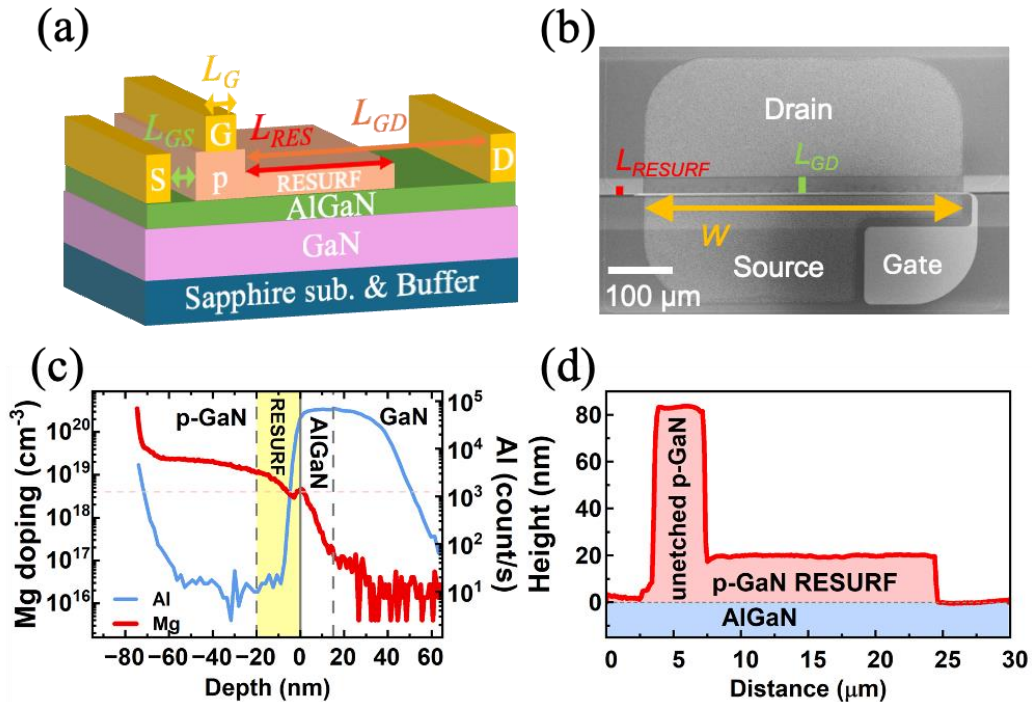 (a)
L_G
L_GS
L_RES
L_GD
G
S
p
RESURF
D
AlGaN
GaN
Sapphire sub. & Buffer
(b)
Drain
L_RESURF
L_GD
W
Source
Gate
100 μm
(c)
Mg doping (cm⁻³)
10²⁰
10¹⁹
10¹⁸
10¹⁷
10¹⁶
p-GaN
RESURF
AlGaN
GaN
Al
Mg
10⁵
10⁴
10³
10²
10¹
Al (count/s)
−80 −60 −40 −20 0 20 40 60
Depth (nm)
(d)
Height (nm)
80
60
40
20
0
unetched p-GaN
p-GaN RESURF
AlGaN
0 5 10 15 20 25 30
Distance (μm)